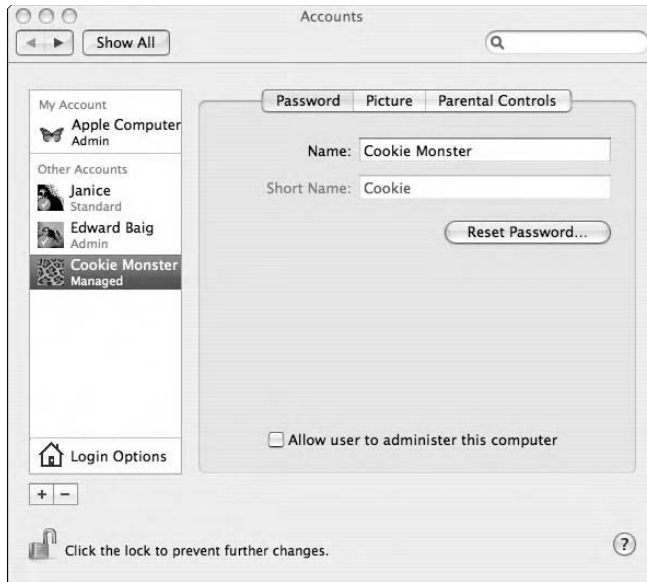 Accounts
Show All
My Account
Apple Computer
Admin
Other Accounts
Janice
Standard
Edward Baig
Admin
Cookie Monster
Managed
Login Options
+ −
Password Picture Parental Controls
Name: Cookie Monster
Short Name: Cookie
Reset Password...
Allow user to administer this computer
Click the lock to prevent further changes.
?